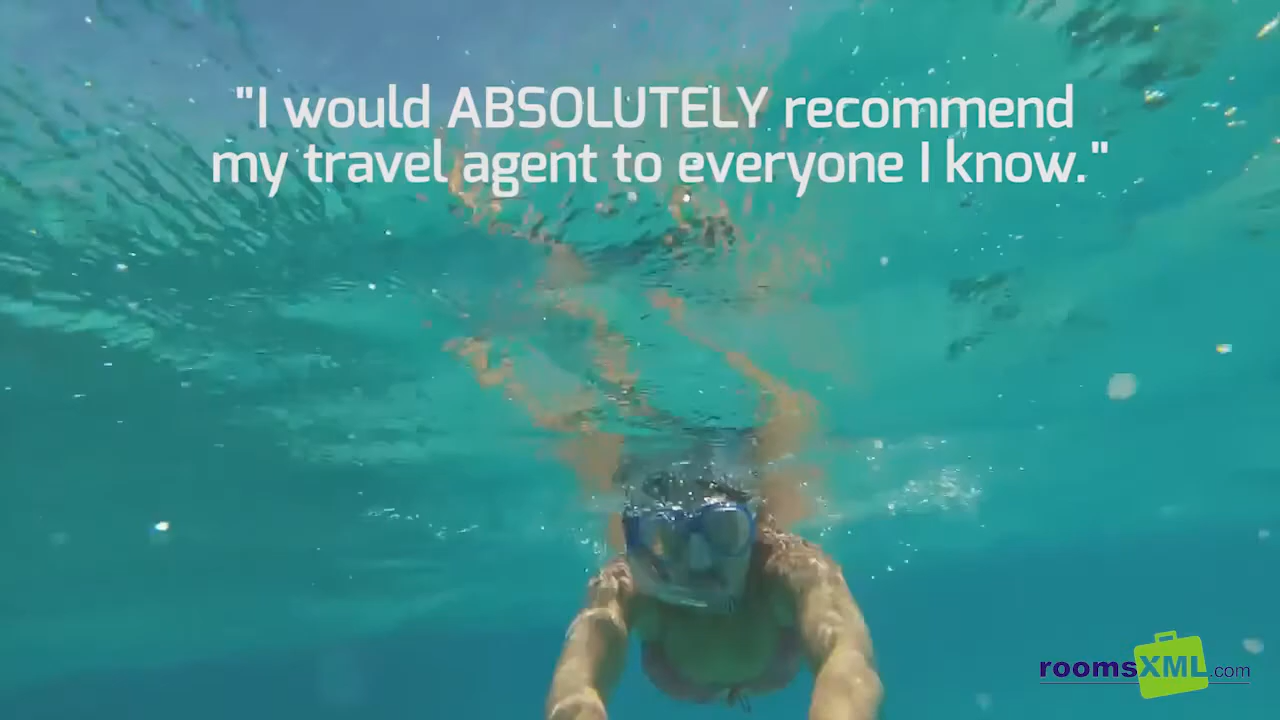 "I would ABSOLUTELY recommend
my travel agent to everyone I know."
roomsXML.com